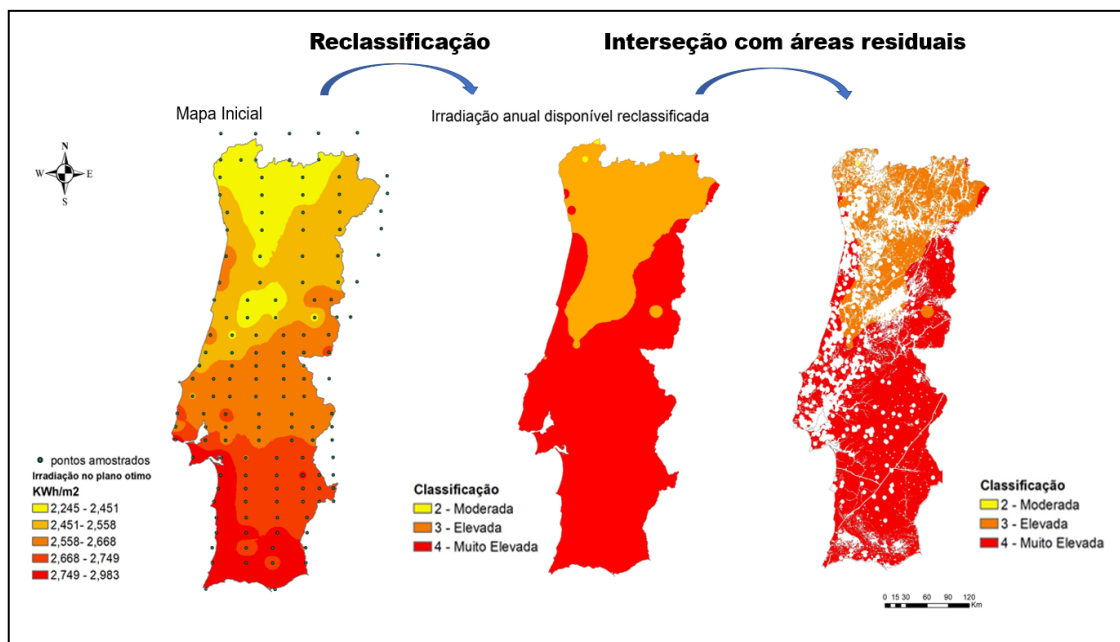 Reclassificação
Interseção com áreas residuais
Mapa Inicial
Irradiação anual disponível reclassificada
N
W E
S
pontos amostrados
Irradiação no plano otimo
KWh/m2
2,245 - 2,451
2,451- 2,558
2,558- 2,668
2,668 - 2,749
2,749 - 2,983
Classificação
2 - Moderada
3 - Elevada
4 - Muito Elevada
Classificação
2 - Moderada
3 - Elevada
4 - Muito Elevada
0 15 30 60 90 120
Km